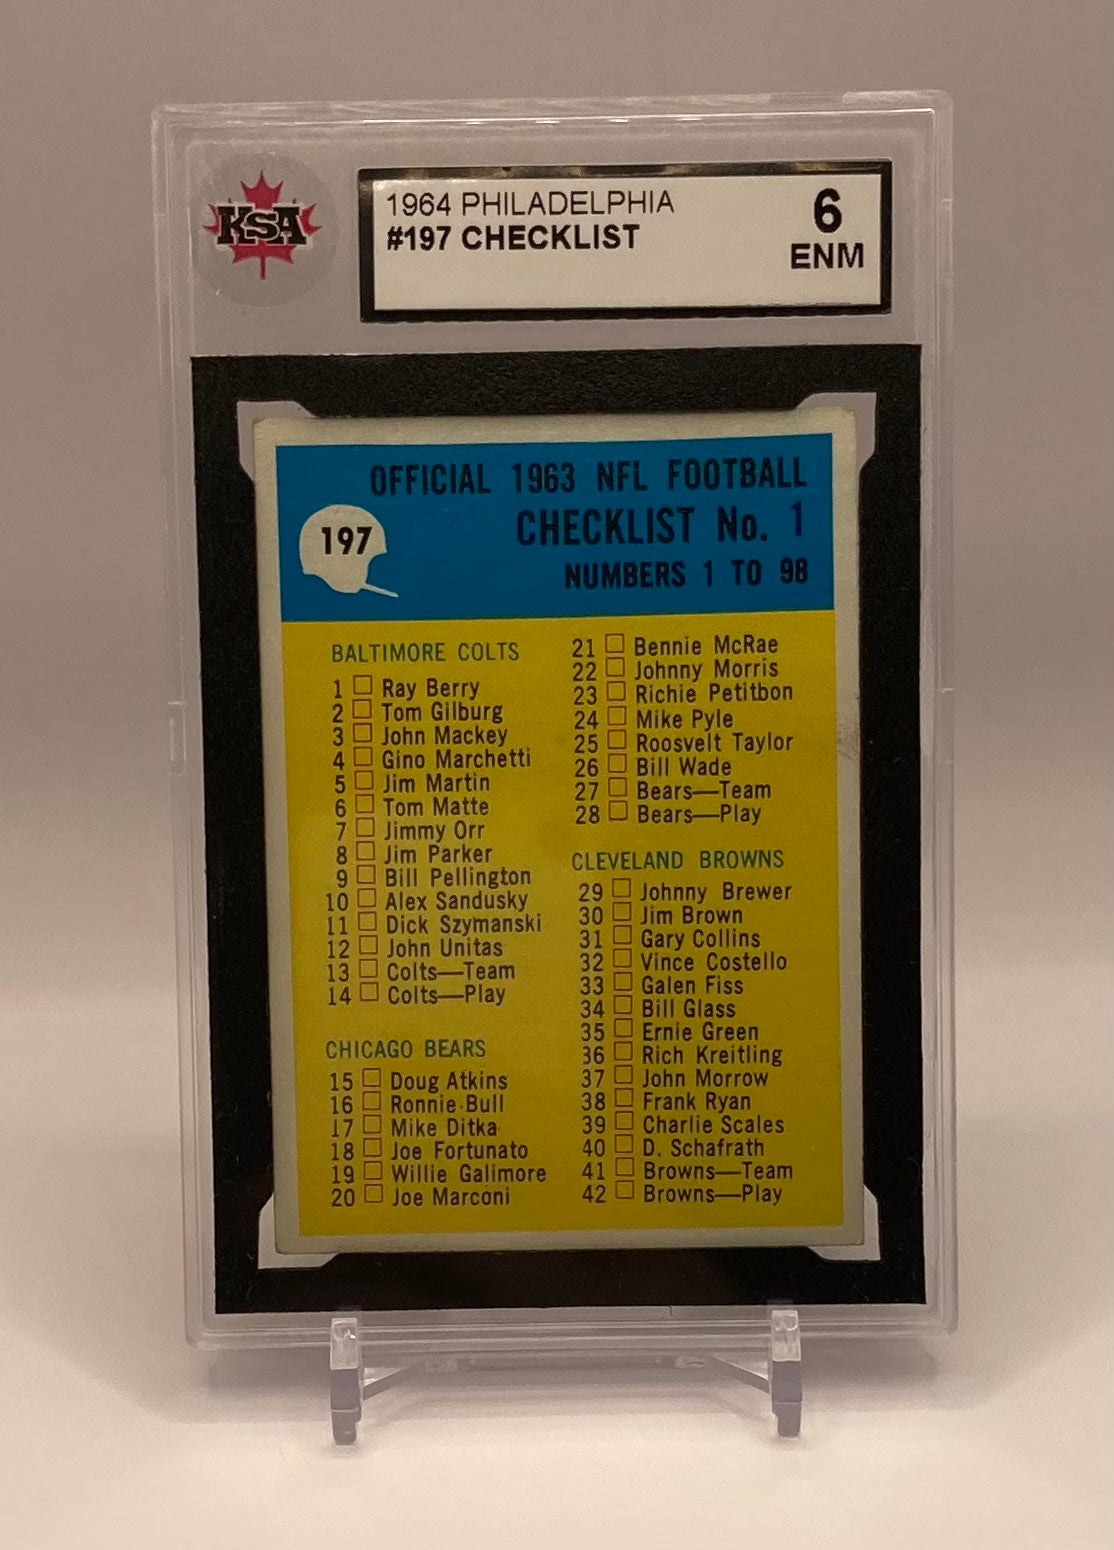 KSA
1964 PHILADELPHIA
#197 CHECKLIST
6
ENM
OFFICIAL 1963 NFL FOOTBALL
CHECKLIST No. 1
NUMBERS 1 TO 98
197
BALTIMORE COLTS
1 Ray Berry
2 Tom Gilburg
3 John Mackey
4 Gino Marchetti
5 Jim Martin
6 Tom Matte
7 Jimmy Orr
8 Jim Parker
9 Bill Pellington
10 Alex Sandusky
11 Dick Szymanski
12 John Unitas
13 Colts—Team
14 Colts—Play
CHICAGO BEARS
15 Doug Atkins
16 Ronnie Bull
17 Mike Ditka
18 Joe Fortunato
19 Willie Galimore
20 Joe Marconi
21 Bennie McRae
22 Johnny Morris
23 Richie Petitbon
24 Mike Pyle
25 Roosvelt Taylor
26 Bill Wade
27 Bears—Team
28 Bears—Play
CLEVELAND BROWNS
29 Johnny Brewer
30 Jim Brown
31 Gary Collins
32 Vince Costello
33 Galen Fiss
34 Bill Glass
35 Ernie Green
36 Rich Kreitling
37 John Morrow
38 Frank Ryan
39 Charlie Scales
40 D. Schafrath
41 Browns—Team
42 Browns—Play